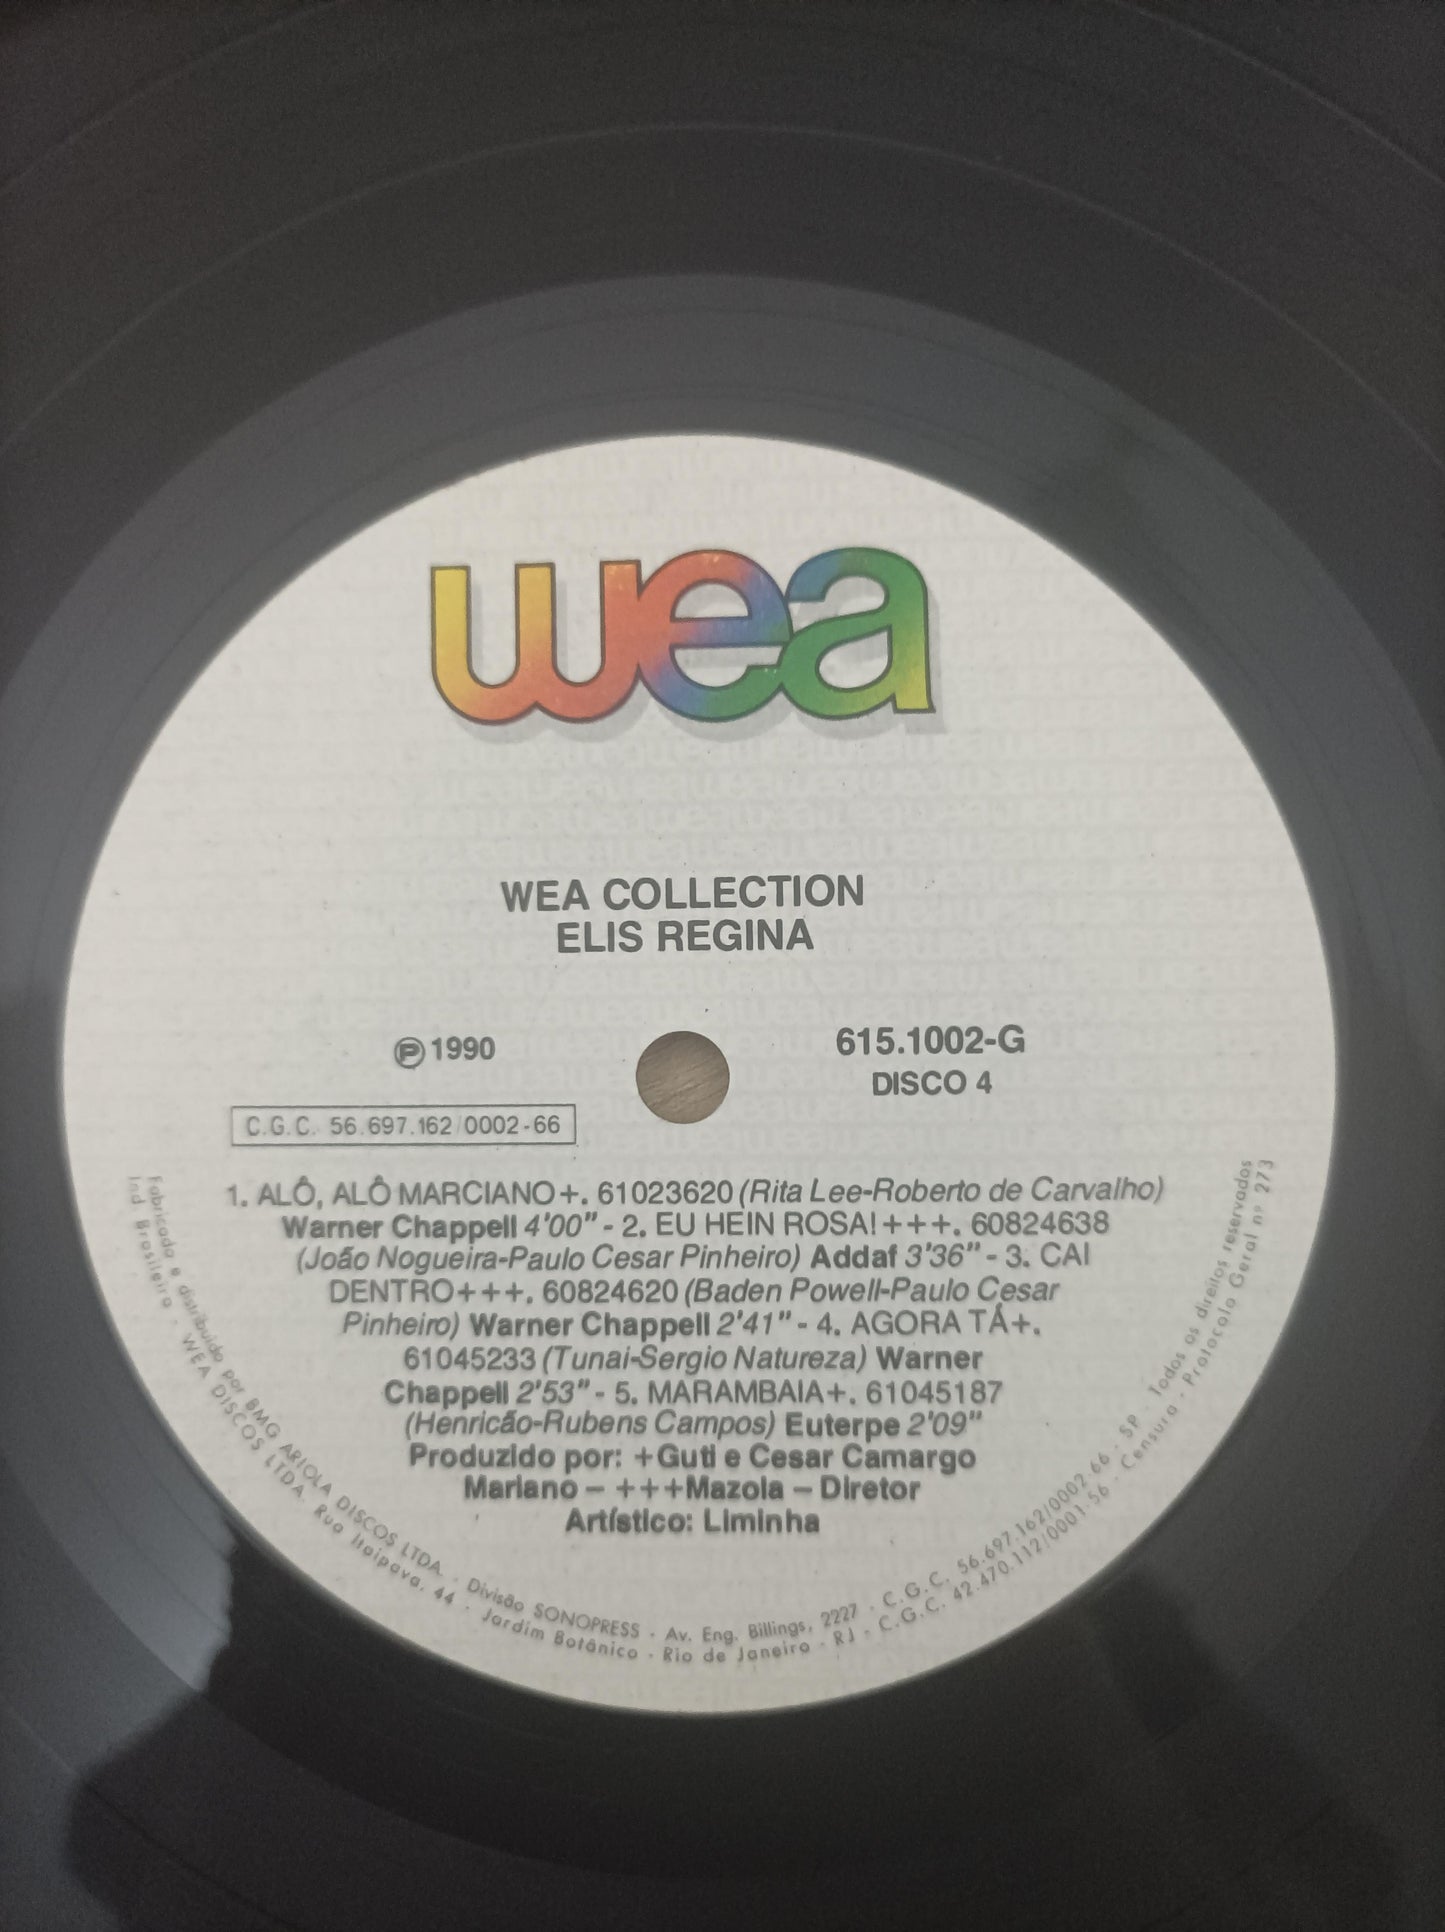 wea
WEA COLLECTION
ELIS REGINA
℗ 1990
615.1002-G
DISCO 4
C.G.C. 56.697.162/0002-66
1. ALÔ, ALÔ MARCIANO+. 61023620 (Rita Lee-Roberto de Carvalho)
Warner Chappell 4'00" - 2. EU HEIN ROSA!+++. 60824638
(João Nogueira-Paulo Cesar Pinheiro) Addaf 3'36" - 3. CAI
DENTRO+++. 60824620 (Baden Powell-Paulo Cesar
Pinheiro) Warner Chappell 2'41" - 4. AGORA TÁ+.
61045233 (Tunai-Sergio Natureza) Warner
Chappell 2'53" - 5. MARAMBAIA+. 61045187
(Henricão-Rubens Campos) Euterpe 2'09"
Produzido por: +Guti e Cesar Camargo
Mariano – +++Mazola – Diretor
Artístico: Liminha
Fabricado e distribuído por BMG ARIOLA DISCOS LTDA. · Divisão SONOPRESS · Av. Eng. Billings, 2227 · C.G.C. 56.697.162/0002-66 · SP · Todos os direitos reservados
Ind Brasileira · WEA DISCOS LTDA. Rua Itaipava, 44 · Jardim Botânico · Rio de Janeiro · RJ · C.G.C. 42.470.112/0001-56 · Censura · Protocolo Geral nº 273